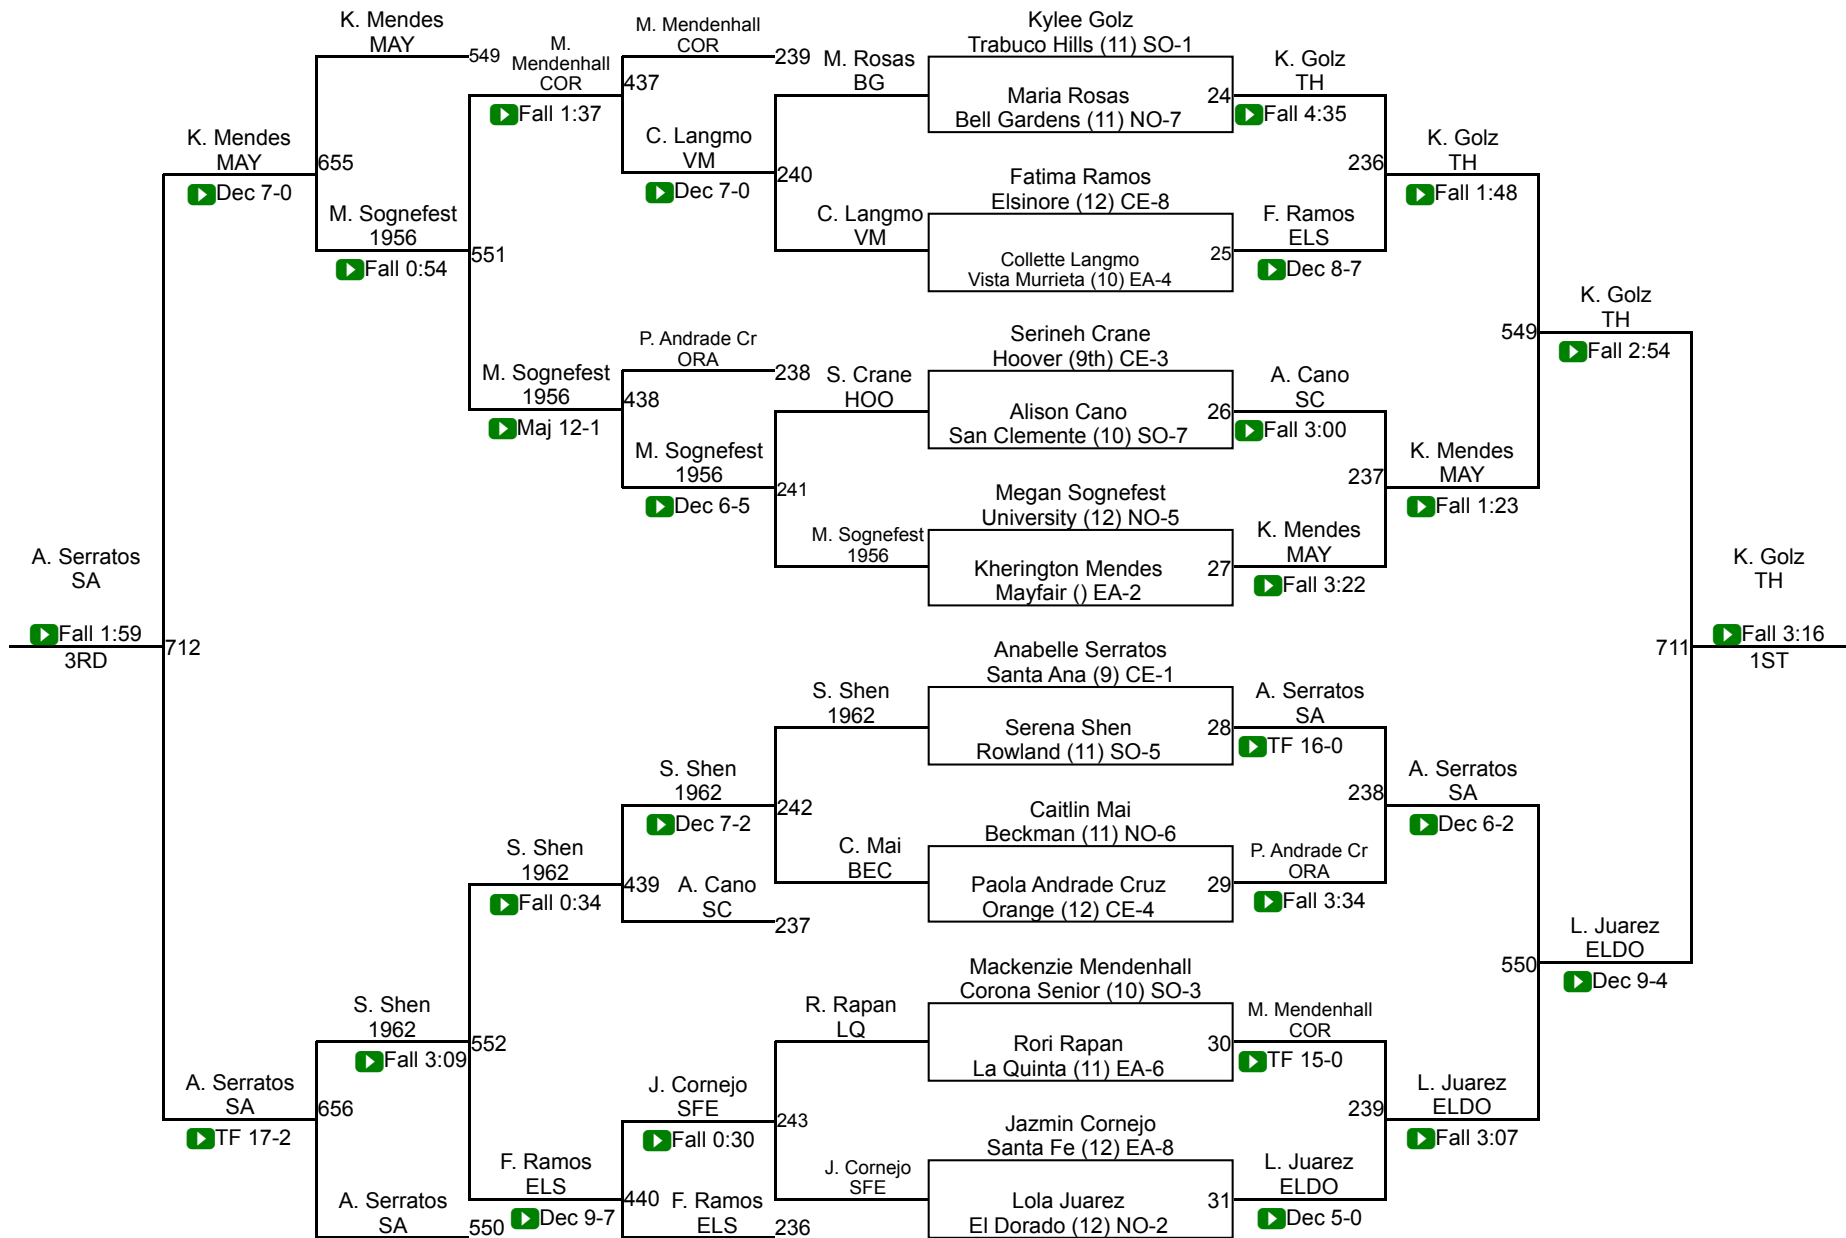 K. Mendes
MAY
549
K. Mendes
MAY
Dec 7-0
655
M. Sognefest
1956
Fall 0:54
551
M.
Mendenhall
COR
Fall 1:37
437
M. Mendenhall
COR
239
C. Langmo
VM
Dec 7-0
240
M. Rosas
BG
C. Langmo
VM
M. Sognefest
1956
Maj 12-1
438
P. Andrade Cr
ORA
238
M. Sognefest
1956
Dec 6-5
241
S. Crane
HOO
M. Sognefest
1956
A. Serratos
SA
Fall 1:59
3RD
712
A. Serratos
SA
TF 17-2
656
S. Shen
1962
Fall 3:09
552
A. Serratos
SA
550
S. Shen
1962
Fall 0:34
439
S. Shen
1962
Dec 7-2
242
A. Cano
SC
237
S. Shen
1962
C. Mai
BEC
F. Ramos
ELS
Dec 9-7
440
J. Cornejo
SFE
Fall 0:30
243
F. Ramos
ELS
236
R. Rapan
LQ
J. Cornejo
SFE
Kylee Golz
Trabuco Hills (11) SO-1
Maria Rosas
Bell Gardens (11) NO-7
24
Fatima Ramos
Elsinore (12) CE-8
Collette Langmo
Vista Murrieta (10) EA-4
25
Serineh Crane
Hoover (9th) CE-3
Alison Cano
San Clemente (10) SO-7
26
Megan Sognefest
University (12) NO-5
Kherington Mendes
Mayfair () EA-2
27
Anabelle Serratos
Santa Ana (9) CE-1
Serena Shen
Rowland (11) SO-5
28
Caitlin Mai
Beckman (11) NO-6
Paola Andrade Cruz
Orange (12) CE-4
29
Mackenzie Mendenhall
Corona Senior (10) SO-3
Rori Rapan
La Quinta (11) EA-6
30
Jazmin Cornejo
Santa Fe (12) EA-8
Lola Juarez
El Dorado (12) NO-2
31
K. Golz
TH
Fall 4:35
236
F. Ramos
ELS
Dec 8-7
A. Cano
SC
Fall 3:00
237
K. Mendes
MAY
Fall 3:22
A. Serratos
SA
TF 16-0
238
P. Andrade Cr
ORA
Fall 3:34
M. Mendenhall
COR
TF 15-0
239
L. Juarez
ELDO
Dec 5-0
K. Golz
TH
Fall 1:48
549
K. Mendes
MAY
Fall 1:23
A. Serratos
SA
Dec 6-2
550
L. Juarez
ELDO
Fall 3:07
K. Golz
TH
Fall 2:54
711
L. Juarez
ELDO
Dec 9-4
K. Golz
TH
Fall 3:16
1ST